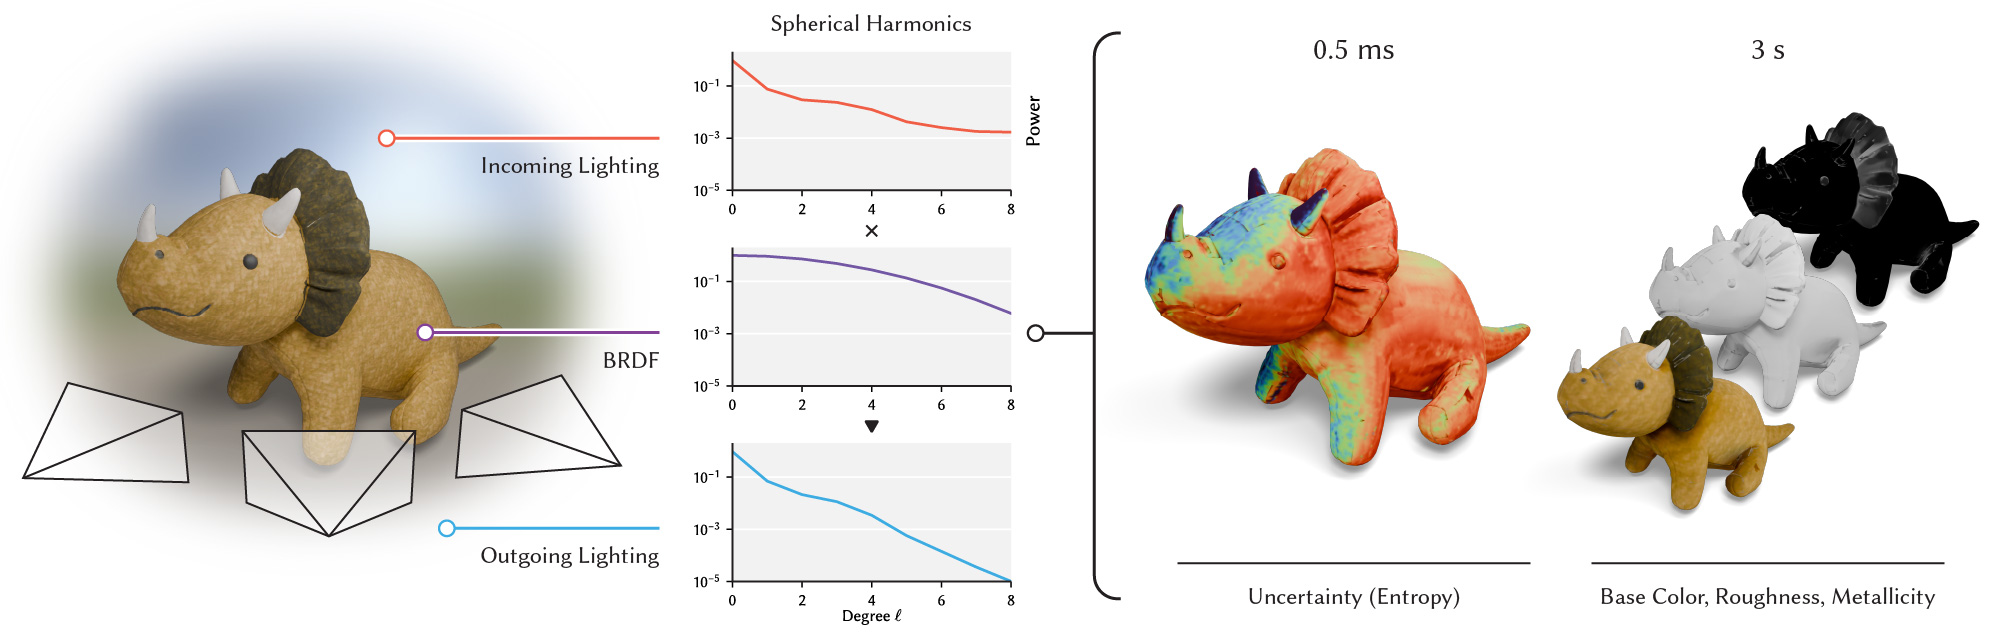 Spherical Harmonics
Incoming Lighting
BRDF
Outgoing Lighting
10⁻¹
10⁻³
10⁻⁵
0 2 4 6 8
×
10⁻¹
10⁻³
10⁻⁵
0 2 4 6 8
10⁻¹
10⁻³
10⁻⁵
0 2 4 6 8
Degree ℓ
Power
0.5 ms
Uncertainty (Entropy)
3 s
Base Color, Roughness, Metallicity